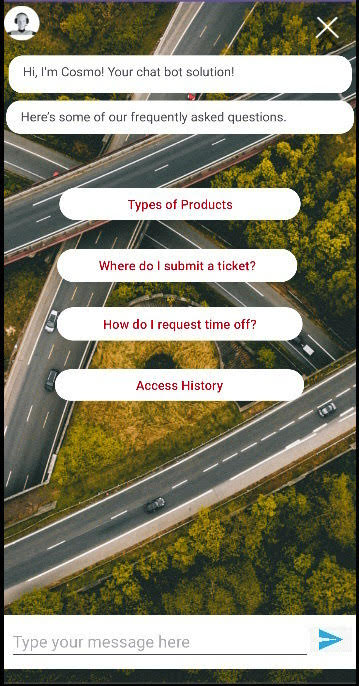 Hi, I'm Cosmo! Your chat bot solution!
Here's some of our frequently asked questions.
Types of Products
Where do I submit a ticket?
How do I request time off?
Access History
Type your message here